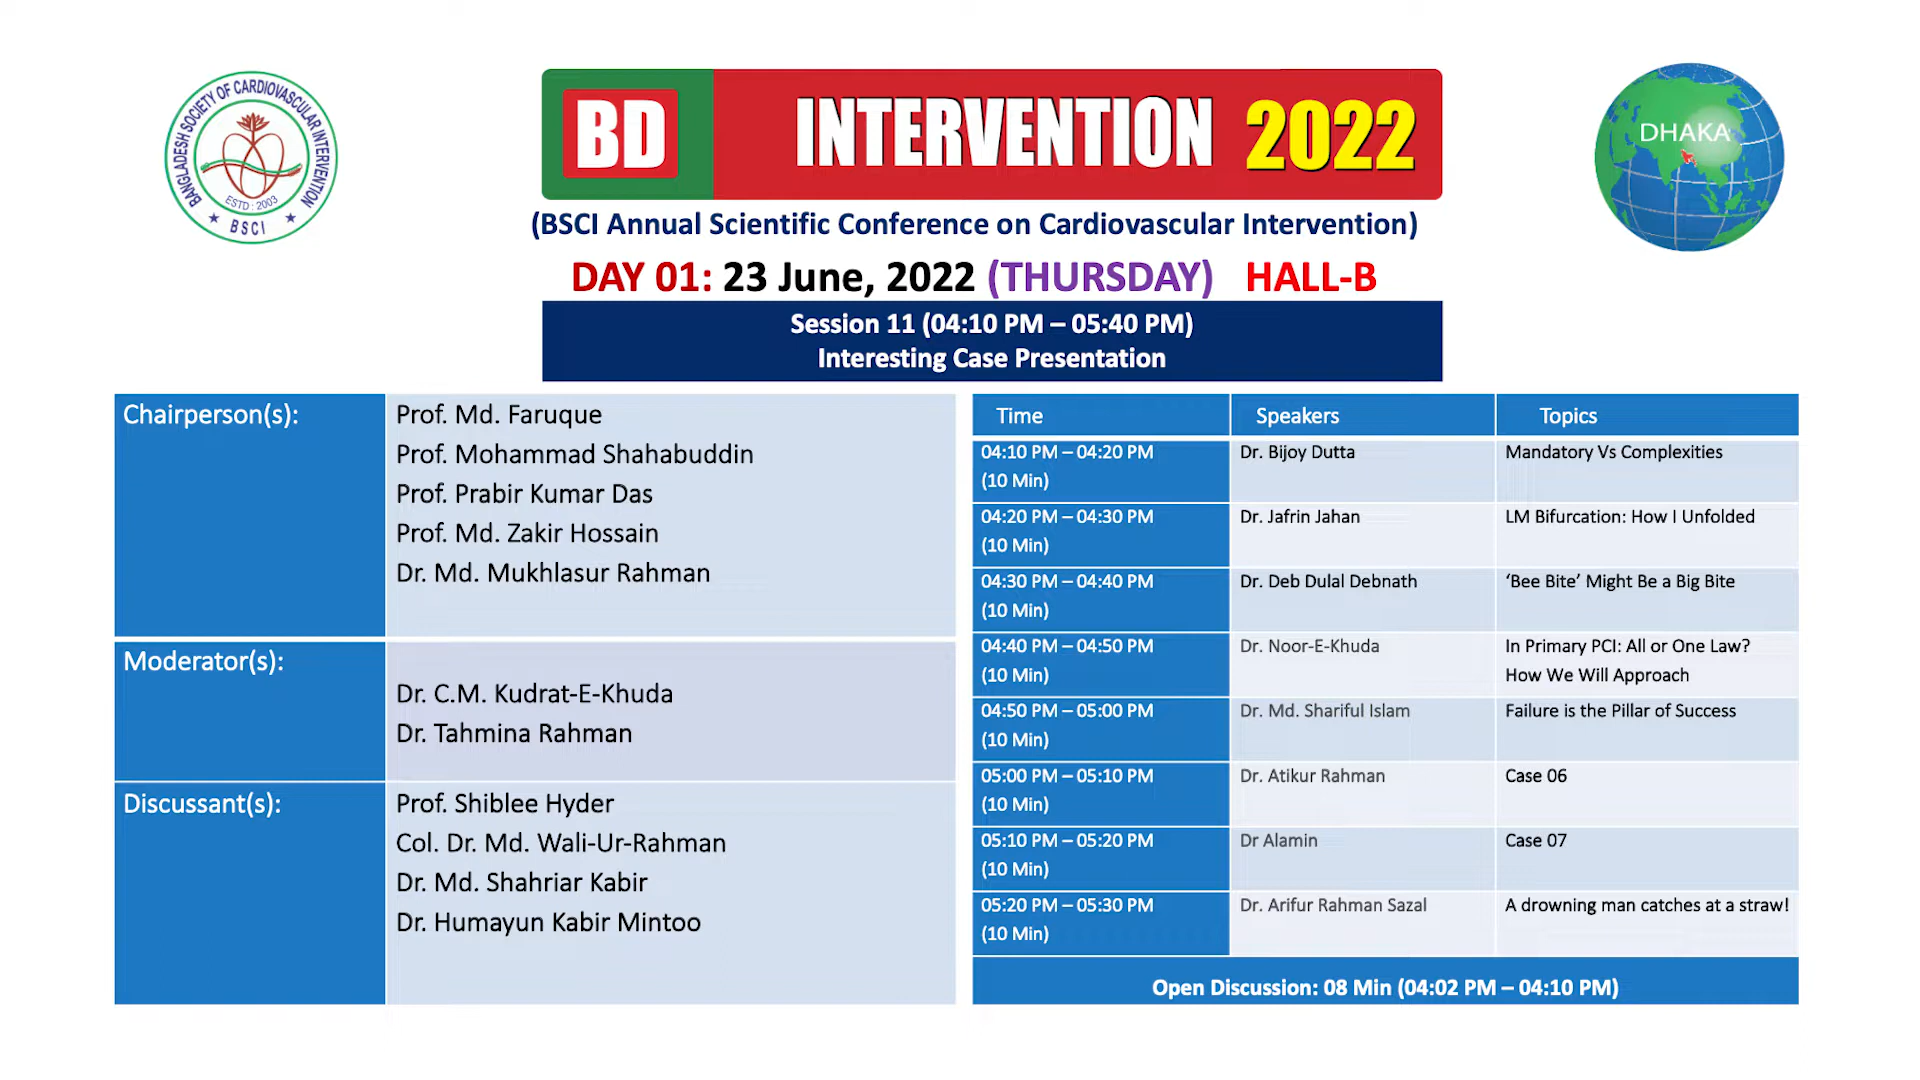 BANGLADESH SOCIETY OF CARDIOVASCULAR INTERVENTION
ESTD : 2003
★ BSCI ★
BD INTERVENTION 2022
DHAKA
(BSCI Annual Scientific Conference on Cardiovascular Intervention)
DAY 01: 23 June, 2022 (THURSDAY) HALL-B
Session 11 (04:10 PM – 05:40 PM)
Interesting Case Presentation
Chairperson(s):
Prof. Md. Faruque
Prof. Mohammad Shahabuddin
Prof. Prabir Kumar Das
Prof. Md. Zakir Hossain
Dr. Md. Mukhlasur Rahman
Moderator(s):
Dr. C.M. Kudrat-E-Khuda
Dr. Tahmina Rahman
Discussant(s):
Prof. Shiblee Hyder
Col. Dr. Md. Wali-Ur-Rahman
Dr. Md. Shahriar Kabir
Dr. Humayun Kabir Mintoo
Time Speakers Topics
04:10 PM – 04:20 PM Dr. Bijoy Dutta Mandatory Vs Complexities
(10 Min)
04:20 PM – 04:30 PM Dr. Jafrin Jahan LM Bifurcation: How I Unfolded
(10 Min)
04:30 PM – 04:40 PM Dr. Deb Dulal Debnath ‘Bee Bite’ Might Be a Big Bite
(10 Min)
04:40 PM – 04:50 PM Dr. Noor-E-Khuda In Primary PCI: All or One Law?
(10 Min) How We Will Approach
04:50 PM – 05:00 PM Dr. Md. Shariful Islam Failure is the Pillar of Success
(10 Min)
05:00 PM – 05:10 PM Dr. Atikur Rahman Case 06
(10 Min)
05:10 PM – 05:20 PM Dr Alamin Case 07
(10 Min)
05:20 PM – 05:30 PM Dr. Arifur Rahman Sazal A drowning man catches at a straw!
(10 Min)
Open Discussion: 08 Min (04:02 PM – 04:10 PM)